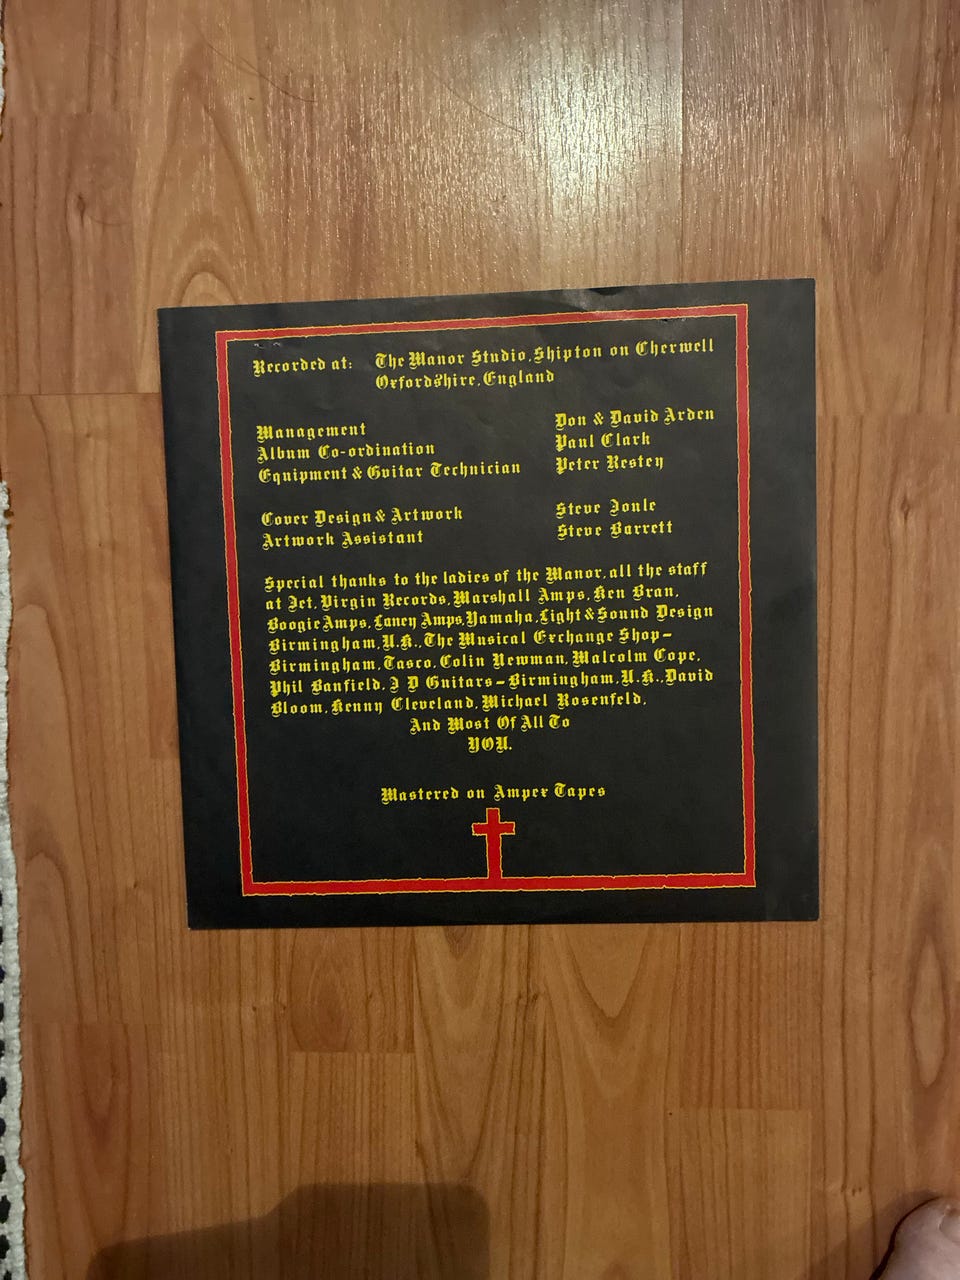 Recorded at: The Manor Studio, Shipton on Cherwell
Oxfordshire, England
Management Don & David Arden
Album Co-ordination Paul Clark
Equipment & Guitar Technician Peter Restey
Cover Design & Artwork Steve Joule
Artwork Assistant Steve Barrett
Special thanks to the ladies of the Manor, all the staff
at Jet, Virgin Records, Marshall Amps, Ken Bran,
Boogie Amps, Laney Amps, Yamaha, Light & Sound Design
Birmingham, U.K., The Musical Exchange Shop–
Birmingham, Tasco, Colin Newman, Malcolm Cope,
Phil Banfield, J D Guitars – Birmingham, U.K., David
Bloom, Kenny Cleveland, Michael Rosenfeld,
And Most Of All To
YOU.
Mastered on Ampex Tapes